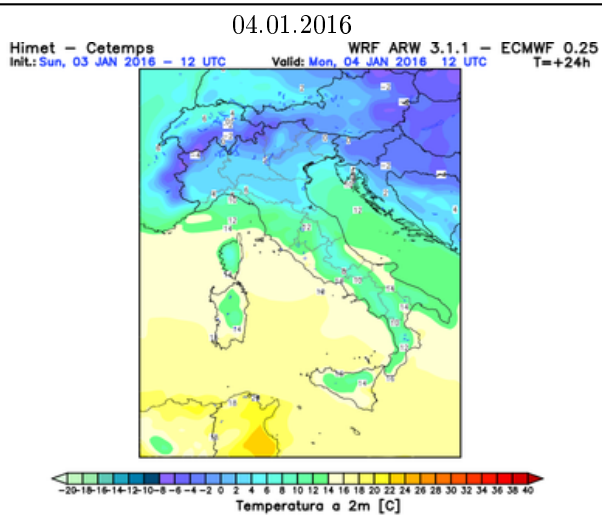 04.01.2016
Himet – Cetemps WRF ARW 3.1.1 – ECMWF 0.25
Init.: Sun, 03 JAN 2016 – 12 UTC Valid: Mon, 04 JAN 2016 12 UTC T=+24h
-20-18-16-14-12-10-8 -6 -4 -2 0 2 4 6 8 10 12 14 16 18 20 22 24 26 28 30 32 34 36 38 40
Temperatura a 2m [C]